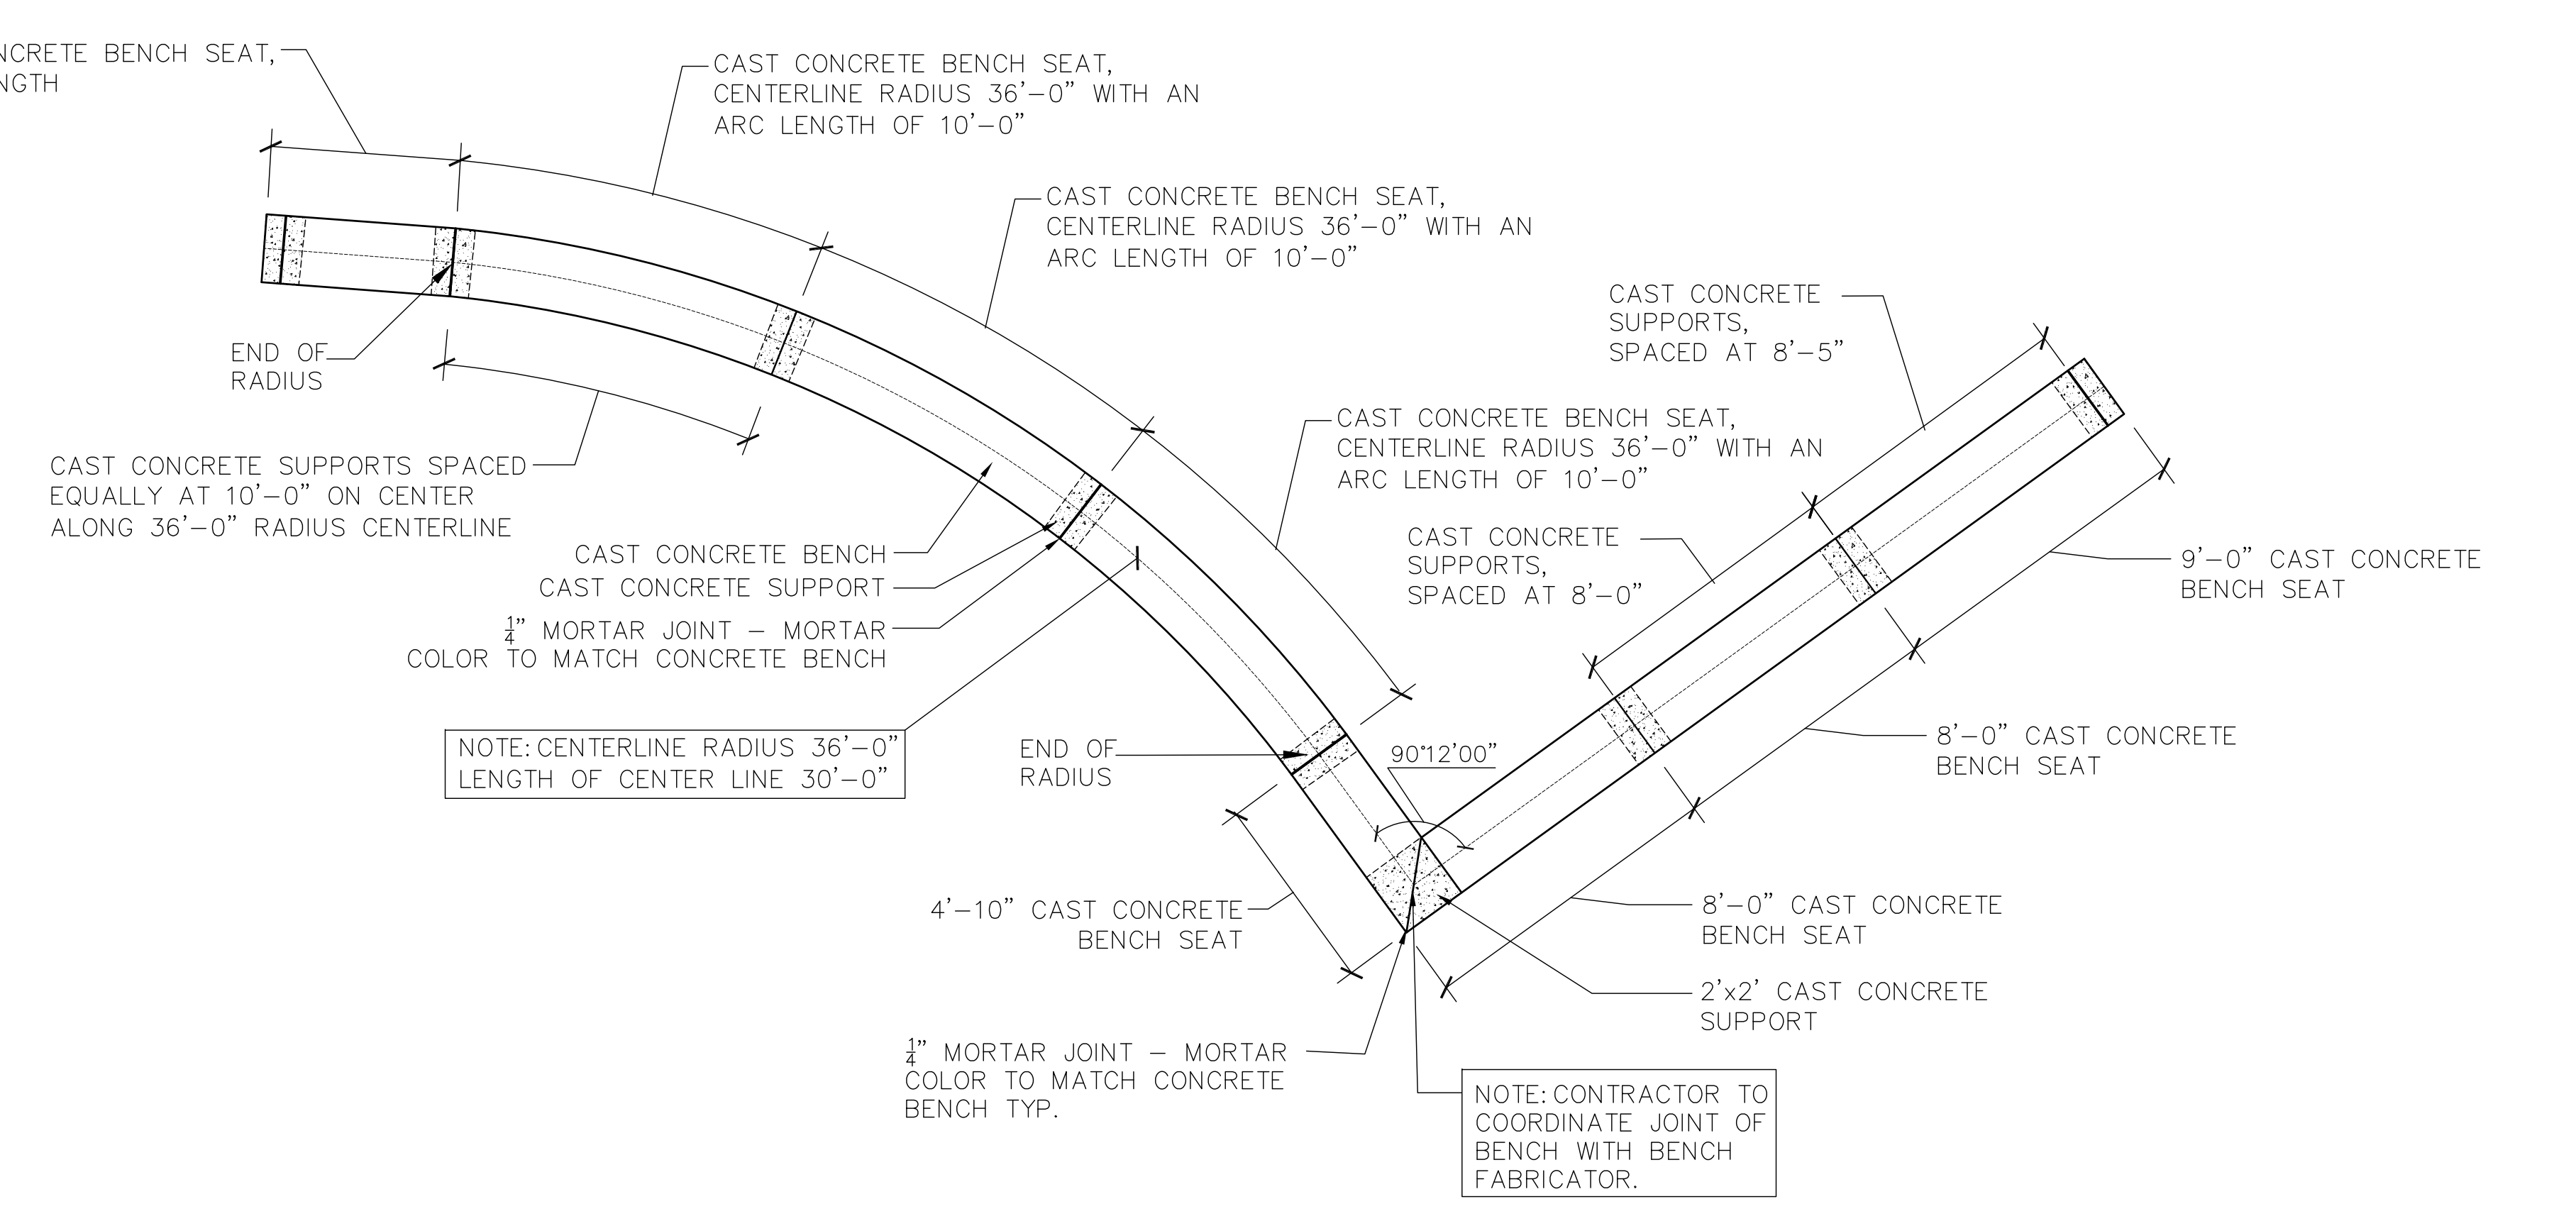 NCRETE BENCH SEAT,
NGTH
CAST CONCRETE BENCH SEAT,
CENTERLINE RADIUS 36'-0" WITH AN
ARC LENGTH OF 10'-0"
CAST CONCRETE BENCH SEAT,
CENTERLINE RADIUS 36'-0" WITH AN
ARC LENGTH OF 10'-0"
CAST CONCRETE
SUPPORTS,
SPACED AT 8'-5"
END OF
RADIUS
CAST CONCRETE BENCH SEAT,
CENTERLINE RADIUS 36'-0" WITH AN
ARC LENGTH OF 10'-0"
CAST CONCRETE SUPPORTS SPACED
EQUALLY AT 10'-0" ON CENTER
ALONG 36'-0" RADIUS CENTERLINE
CAST CONCRETE
SUPPORTS,
SPACED AT 8'-0"
CAST CONCRETE BENCH
CAST CONCRETE SUPPORT
1/4" MORTAR JOINT – MORTAR
COLOR TO MATCH CONCRETE BENCH
9'-0" CAST CONCRETE
BENCH SEAT
NOTE: CENTERLINE RADIUS 36'-0"
LENGTH OF CENTER LINE 30'-0"
END OF
RADIUS
90°12'00"
8'-0" CAST CONCRETE
BENCH SEAT
4'-10" CAST CONCRETE
BENCH SEAT
8'-0" CAST CONCRETE
BENCH SEAT
2'x2' CAST CONCRETE
SUPPORT
1/4" MORTAR JOINT – MORTAR
COLOR TO MATCH CONCRETE
BENCH TYP.
NOTE: CONTRACTOR TO
COORDINATE JOINT OF
BENCH WITH BENCH
FABRICATOR.